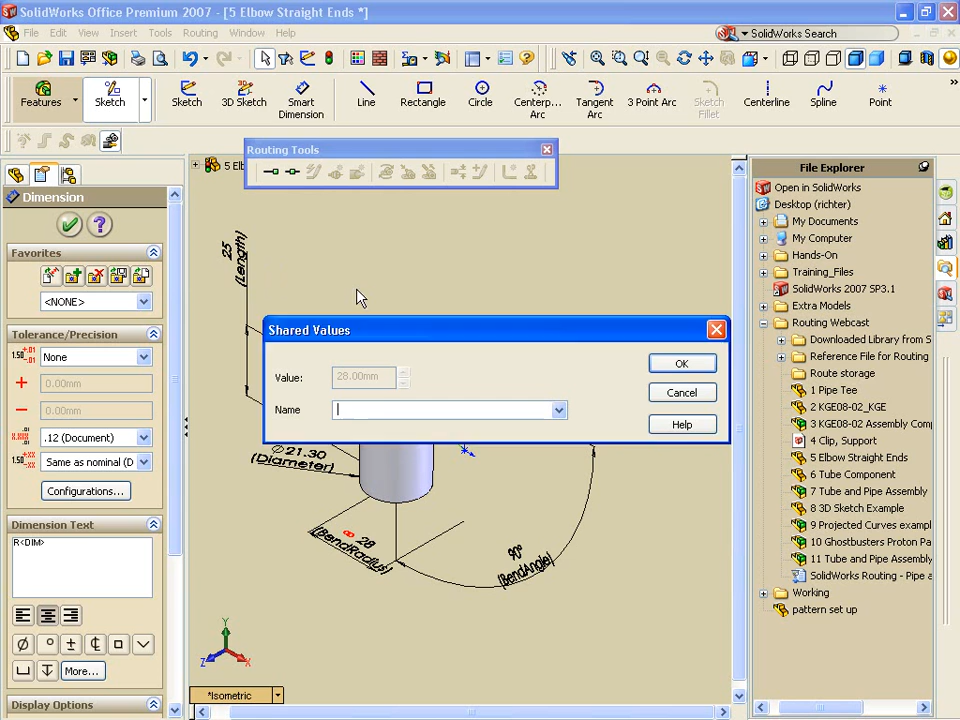 SolidWorks Office Premium 2007 - [5 Elbow Straight Ends *]
File Edit View Insert Tools Routing Window Help
SolidWorks Search
Features
Sketch
Sketch
3D Sketch
Smart Dimension
Line
Rectangle
Circle
Centerp... Arc
Tangent Arc
3 Point Arc
Sketch Fillet
Centerline
Spline
Point
Routing Tools
5 Elbo
Dimension
Favorites
<NONE>
Tolerance/Precision
None
0.00mm
0.00mm
.12 (Document)
Same as nominal (D
Configurations...
Dimension Text
R<DIM>
More...
Display Options
25
(Length)
Shared Values
Value:
28.00mm
Name
OK
Cancel
Help
Ø21.30
(Diameter)
28
(BendRadius)
90°
(BendAngle)
Y
Z
X
*Isometric
File Explorer
Open in SolidWorks
Desktop (richter)
My Documents
My Computer
Hands-On
Training_Files
SolidWorks 2007 SP3.1
Extra Models
Routing Webcast
Downloaded Library from S
Reference File for Routing
Route storage
1 Pipe Tee
2 KGE08-02_KGE
3 KGE08-02 Assembly Comp
4 Clip, Support
5 Elbow Straight Ends
6 Tube Component
7 Tube and Pipe Assembly
8 3D Sketch Example
9 Projected Curves exampl
10 Ghostbusters Proton Pa
11 Tube and Pipe Assembly
SolidWorks Routing - Pipe a
Working
pattern set up